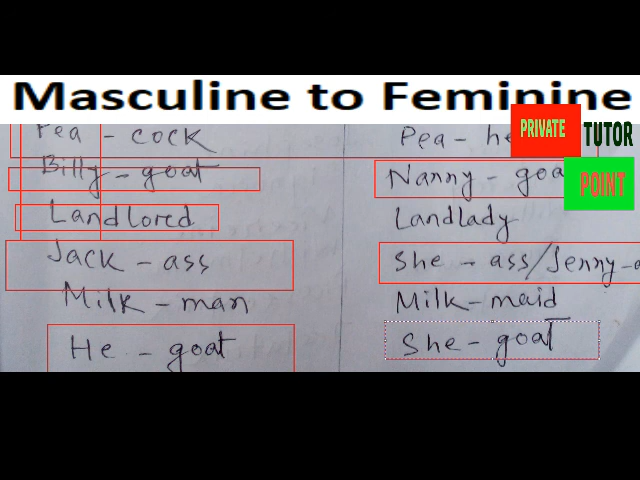 Masculine to Feminine
PRIVATE TUTOR
POINT
Pea - cock Pea - he
Billy - goat Nanny - goa
Landlored Landlady
Jack - ass She - ass/Jenny-a
Milk - man Milk-maid
He - goat She - goat